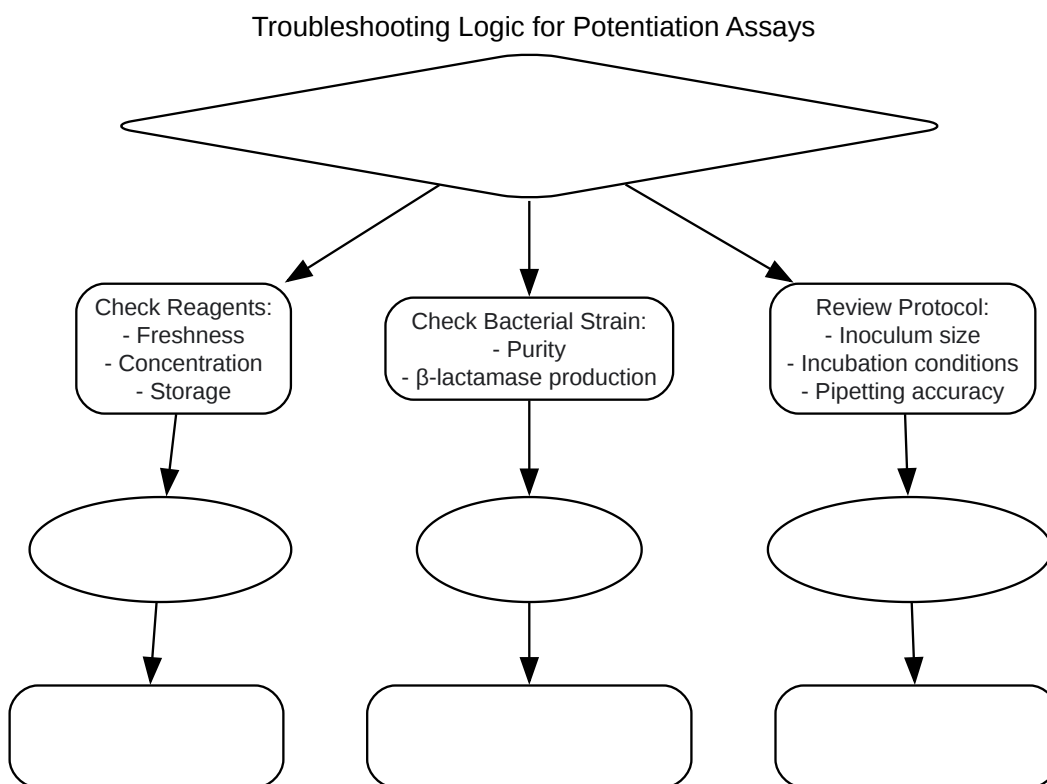 Troubleshooting Logic for Potentiation Assays
Check Reagents:
- Freshness
- Concentration
- Storage
Check Bacterial Strain:
- Purity
- β-lactamase production
Review Protocol:
- Inoculum size
- Incubation conditions
- Pipetting accuracy